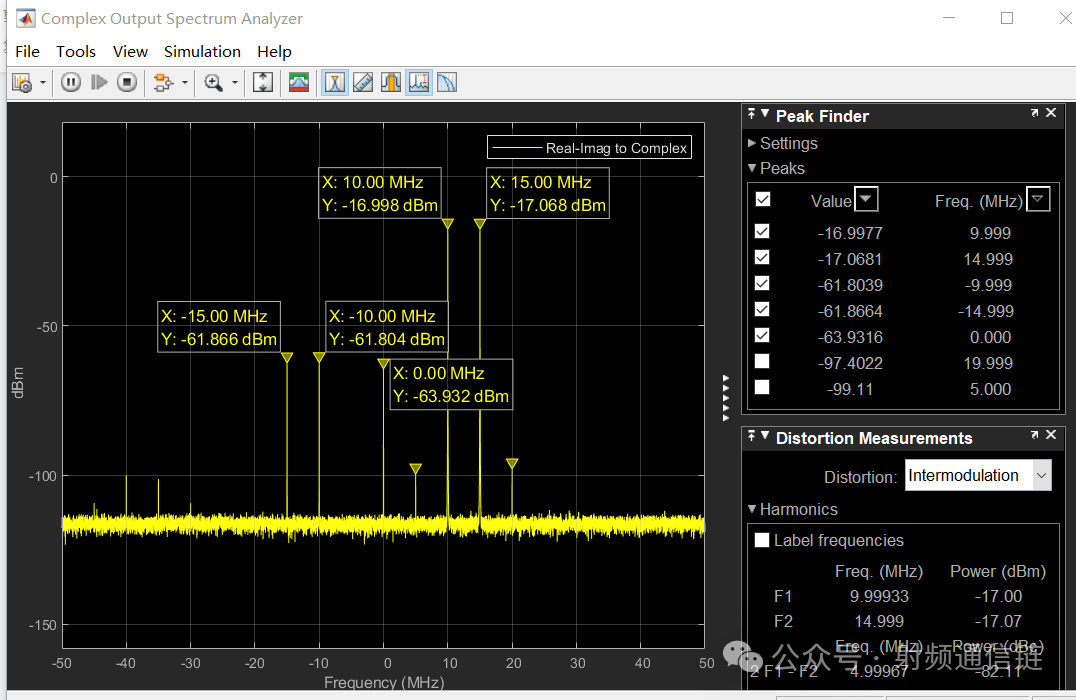 Complex Output Spectrum Analyzer
File Tools View Simulation Help
Real-Imag to Complex
X: 10.00 MHz
Y: -16.998 dBm
X: 15.00 MHz
Y: -17.068 dBm
X: -15.00 MHz
Y: -61.866 dBm
X: -10.00 MHz
Y: -61.804 dBm
X: 0.00 MHz
Y: -63.932 dBm
dBm
0
-50
-100
-150
-50 -40 -30 -20 -10 0 10 20 30 40 50
Frequency (MHz)
Peak Finder
Settings
Peaks
Value Freq. (MHz)
-16.9977 9.999
-17.0681 14.999
-61.8039 -9.999
-61.8664 -14.999
-63.9316 0.000
-97.4022 19.999
-99.11 5.000
Distortion Measurements
Distortion: Intermodulation
Harmonics
Label frequencies
Freq. (MHz) Power (dBm)
F1 9.99933 -17.00
F2 14.999 -17.07
Freq. (MHz) Power (dBc)
2 F1 - F2 4.99967 -82.11
公众号 · 射频通信链